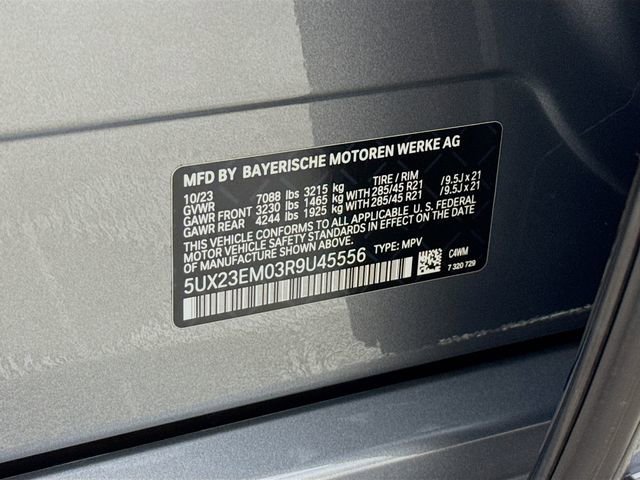 MFD BY BAYERISCHE MOTOREN WERKE AG
10/23 TIRE / RIM
GVWR 7088 lbs 3215 kg
GAWR FRONT 3230 lbs 1465 kg WITH 285/45 R21 /9.5J x 21
GAWR REAR 4244 lbs 1925 kg WITH 285/45 R21 /9.5J x 21
THIS VEHICLE CONFORMS TO ALL APPLICABLE U. S. FEDERAL
MOTOR VEHICLE SAFETY STANDARDS IN EFFECT ON THE DATE
OF MANUFACTURE SHOWN ABOVE.
5UX23EM03R9U45556 TYPE: MPV
C4WM
7 320 729